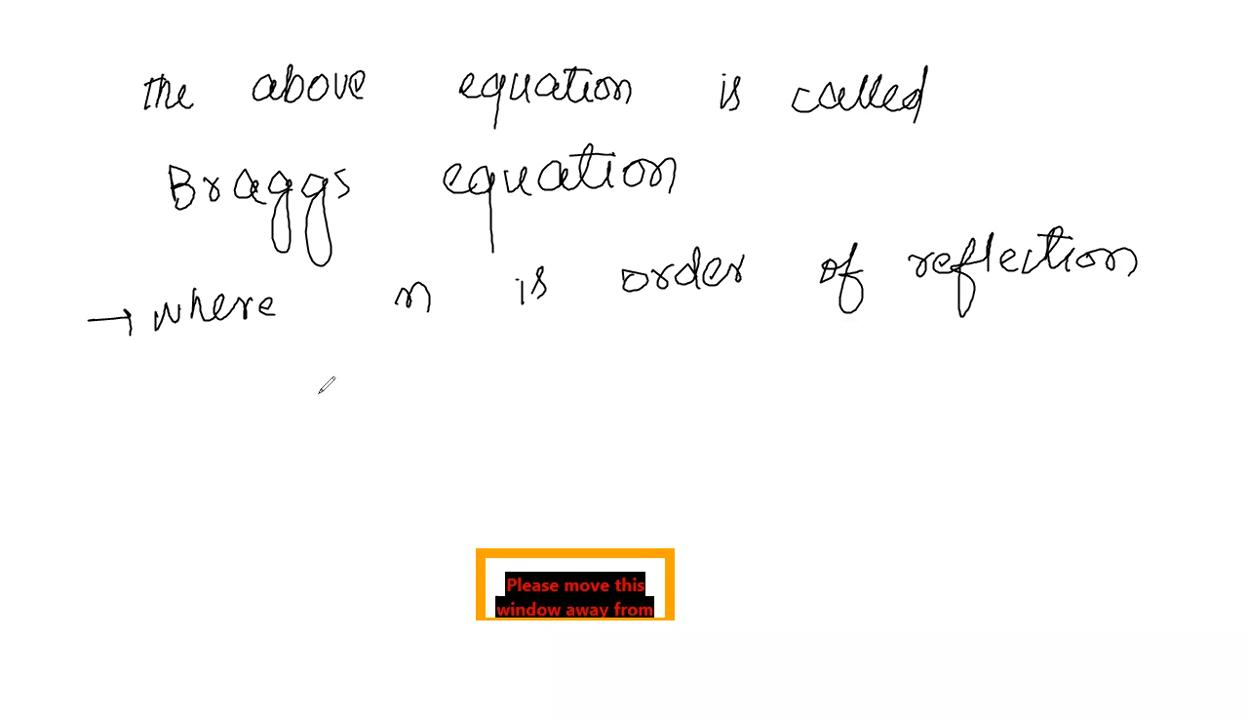 the above equation is called
Braggs equation
→ where n is order of reflection
Please move this
window away from